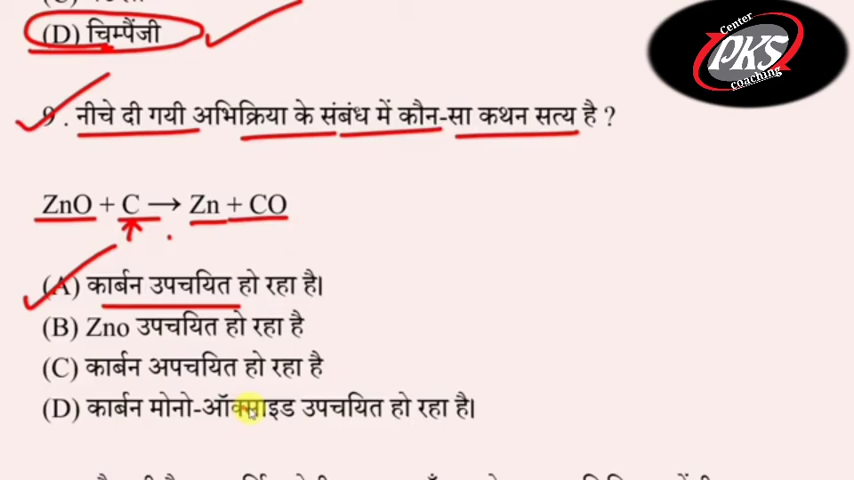 (D) चिम्पैंजी
Center
PKS
coaching
9 . नीचे दी गयी अभिक्रिया के संबंध में कौन-सा कथन सत्य है ?
ZnO + C → Zn + CO
(A) कार्बन उपचयित हो रहा है।
(B) Zno उपचयित हो रहा है
(C) कार्बन अपचयित हो रहा है
(D) कार्बन मोनो-ऑक्साइड उपचयित हो रहा है।